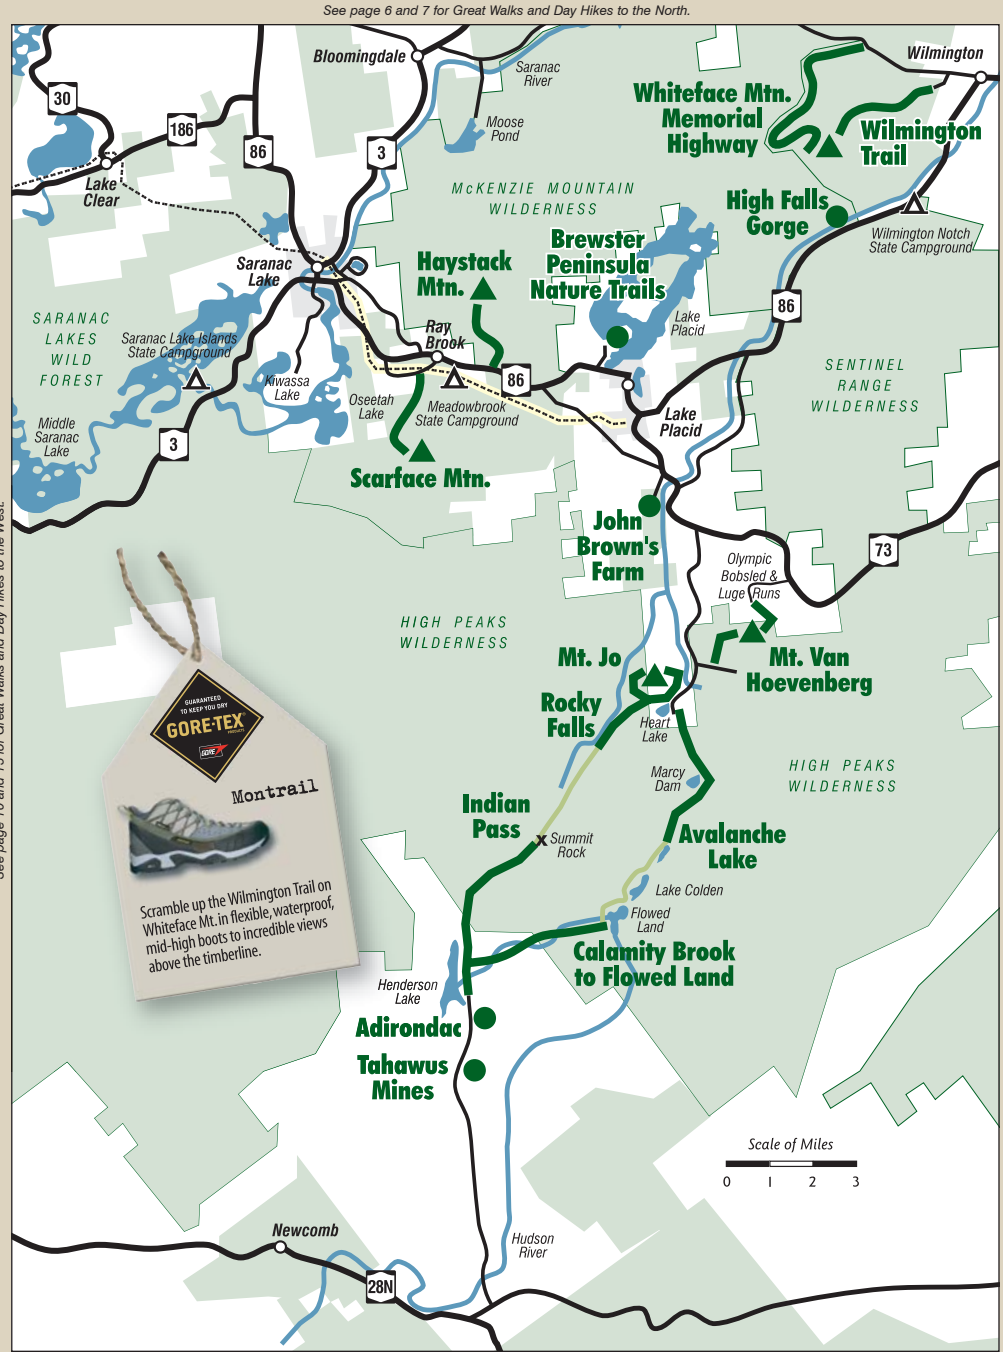 See page 6 and 7 for Great Walks and Day Hikes to the North.
Bloomingdale
Saranac
River
Wilmington
30
186
86
3
Moose
Pond
Whiteface Mtn.
Memorial
Highway
Wilmington
Trail
Lake
Clear
McKENZIE MOUNTAIN
WILDERNESS
High Falls
Gorge
Wilmington Notch
State Campground
Brewster
Peninsula
Nature Trails
Haystack
Mtn.
Saranac
Lake
86
Lake
Placid
SARANAC
LAKES
WILD
FOREST
Saranac Lake Islands
State Campground
Ray
Brook
86
SENTINEL
RANGE
WILDERNESS
Kiwassa
Lake
Oseetah
Lake
Meadowbrook
State Campground
Lake
Placid
Middle
Saranac
Lake
3
Scarface Mtn.
John
Brown's
Farm
73
Olympic
Bobsled &
Luge Runs
HIGH PEAKS
WILDERNESS
Mt. Jo
Mt. Van
Hoevenberg
Rocky
Falls
Heart
Lake
GUARANTEED
TO KEEP YOU DRY
GORE-TEX®
PRODUCTS
GORE
Montrail
Scramble up the Wilmington Trail on
Whiteface Mt. in flexible, waterproof,
mid-high boots to incredible views
above the timberline.
Marcy
Dam
HIGH PEAKS
WILDERNESS
Indian
Pass
x Summit
Rock
Avalanche
Lake
Lake Colden
Flowed
Land
Calamity Brook
to Flowed Land
Henderson
Lake
Adirondac
Tahawus
Mines
Scale of Miles
0 1 2 3
Newcomb
Hudson
River
28N